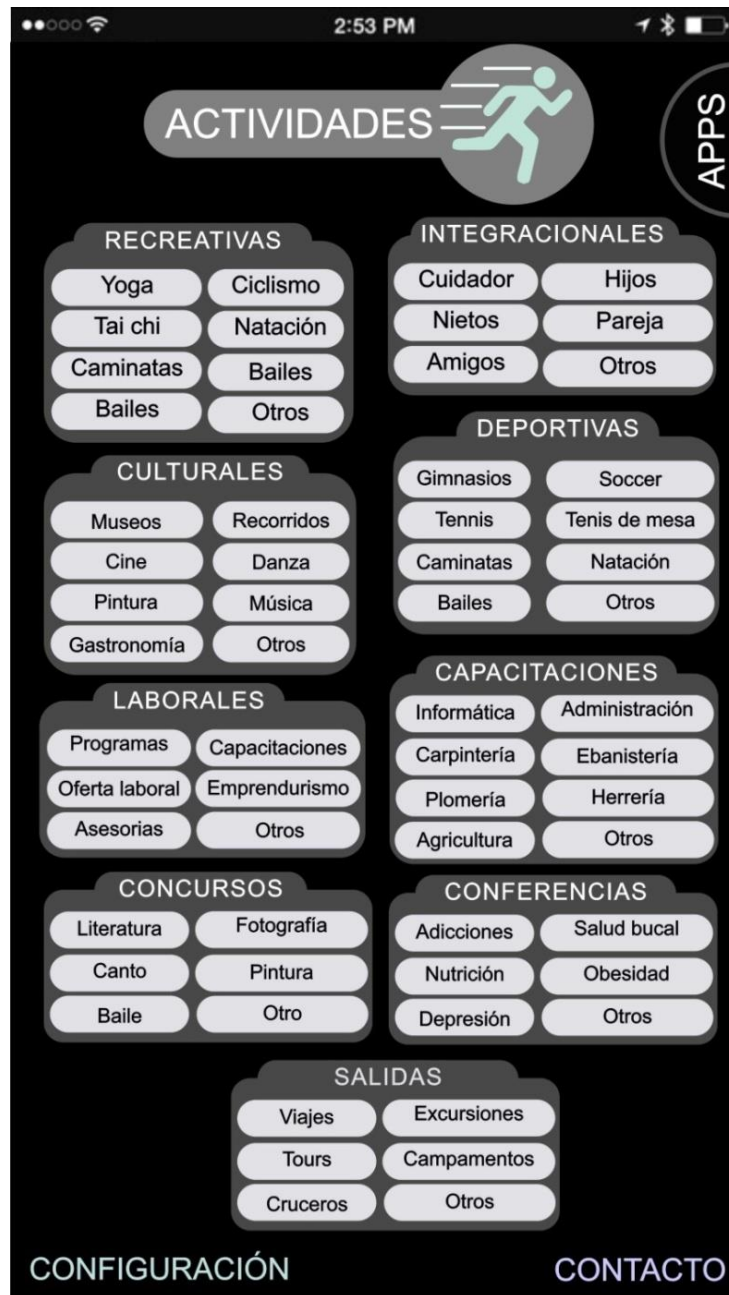 2:53 PM
ACTIVIDADES
APPS
RECREATIVAS
Yoga Ciclismo
Tai chi Natación
Caminatas Bailes
Bailes Otros
INTEGRACIONALES
Cuidador Hijos
Nietos Pareja
Amigos Otros
CULTURALES
Museos Recorridos
Cine Danza
Pintura Música
Gastronomía Otros
DEPORTIVAS
Gimnasios Soccer
Tennis Tenis de mesa
Caminatas Natación
Bailes Otros
LABORALES
Programas Capacitaciones
Oferta laboral Emprendurismo
Asesorias Otros
CAPACITACIONES
Informática Administración
Carpintería Ebanistería
Plomería Herrería
Agricultura Otros
CONCURSOS
Literatura Fotografía
Canto Pintura
Baile Otro
CONFERENCIAS
Adicciones Salud bucal
Nutrición Obesidad
Depresión Otros
SALIDAS
Viajes Excursiones
Tours Campamentos
Cruceros Otros
CONFIGURACIÓN CONTACTO